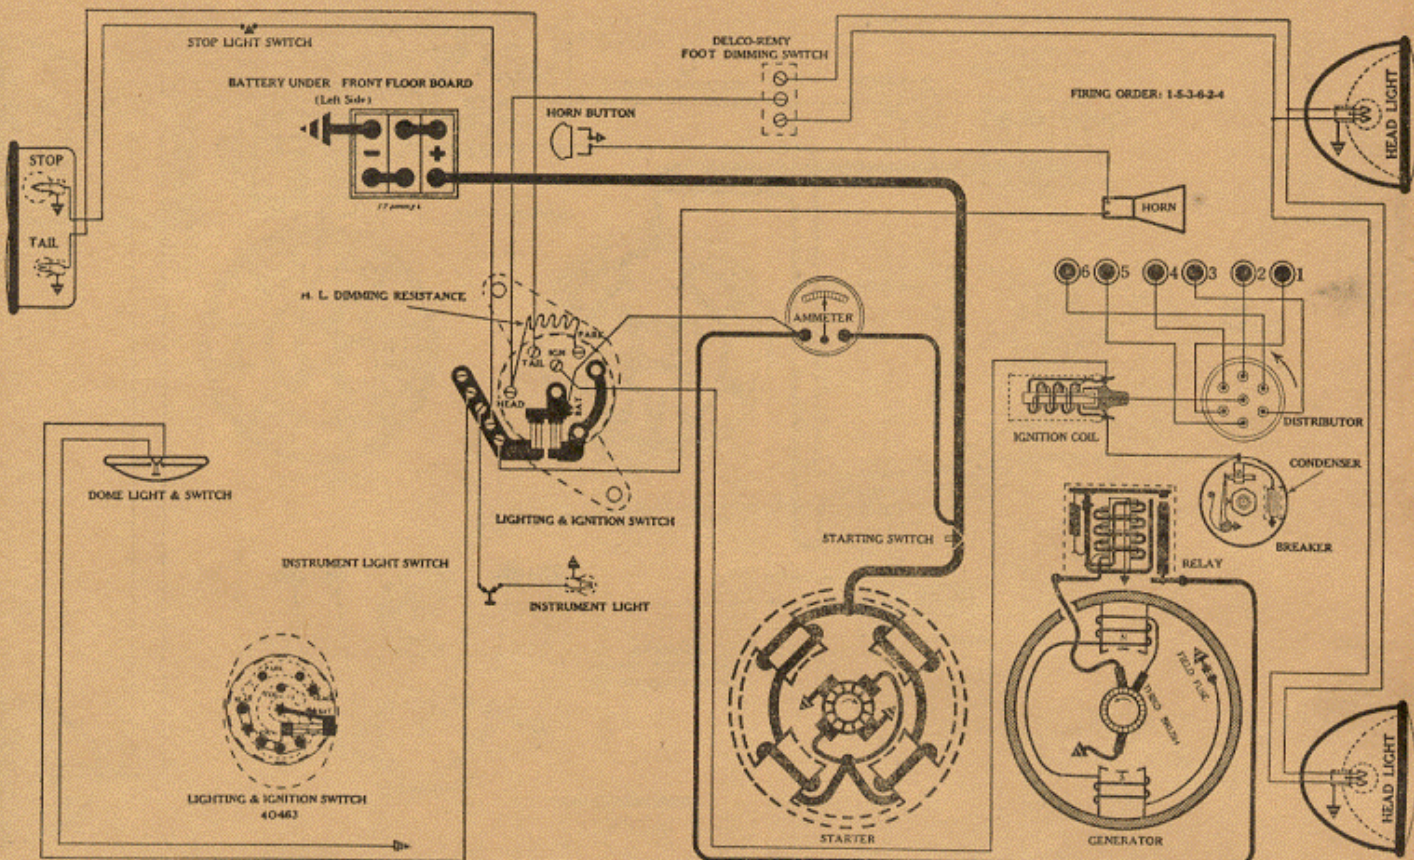 STOP LIGHT SWITCH
DELCO-REMY
FOOT DIMMING SWITCH
BATTERY UNDER FRONT FLOOR BOARD
(Left Side)
FIRING ORDER: 1-5-3-6-2-4
HORN BUTTON
HEAD LIGHT
STOP
TAIL
- +
HORN
6 5 4 3 2 1
H. L. DIMMING RESISTANCE
AMMETER
PARK
IGN
TAIL
HEAD
BAT
DISTRIBUTOR
IGNITION COIL
CONDENSER
DOME LIGHT & SWITCH
LIGHTING & IGNITION SWITCH
STARTING SWITCH
BREAKER
RELAY
INSTRUMENT LIGHT SWITCH
INSTRUMENT LIGHT
FIELD FUSE
THIRD BRUSH
LIGHTING & IGNITION SWITCH
40463
STARTER
GENERATOR
HEAD LIGHT